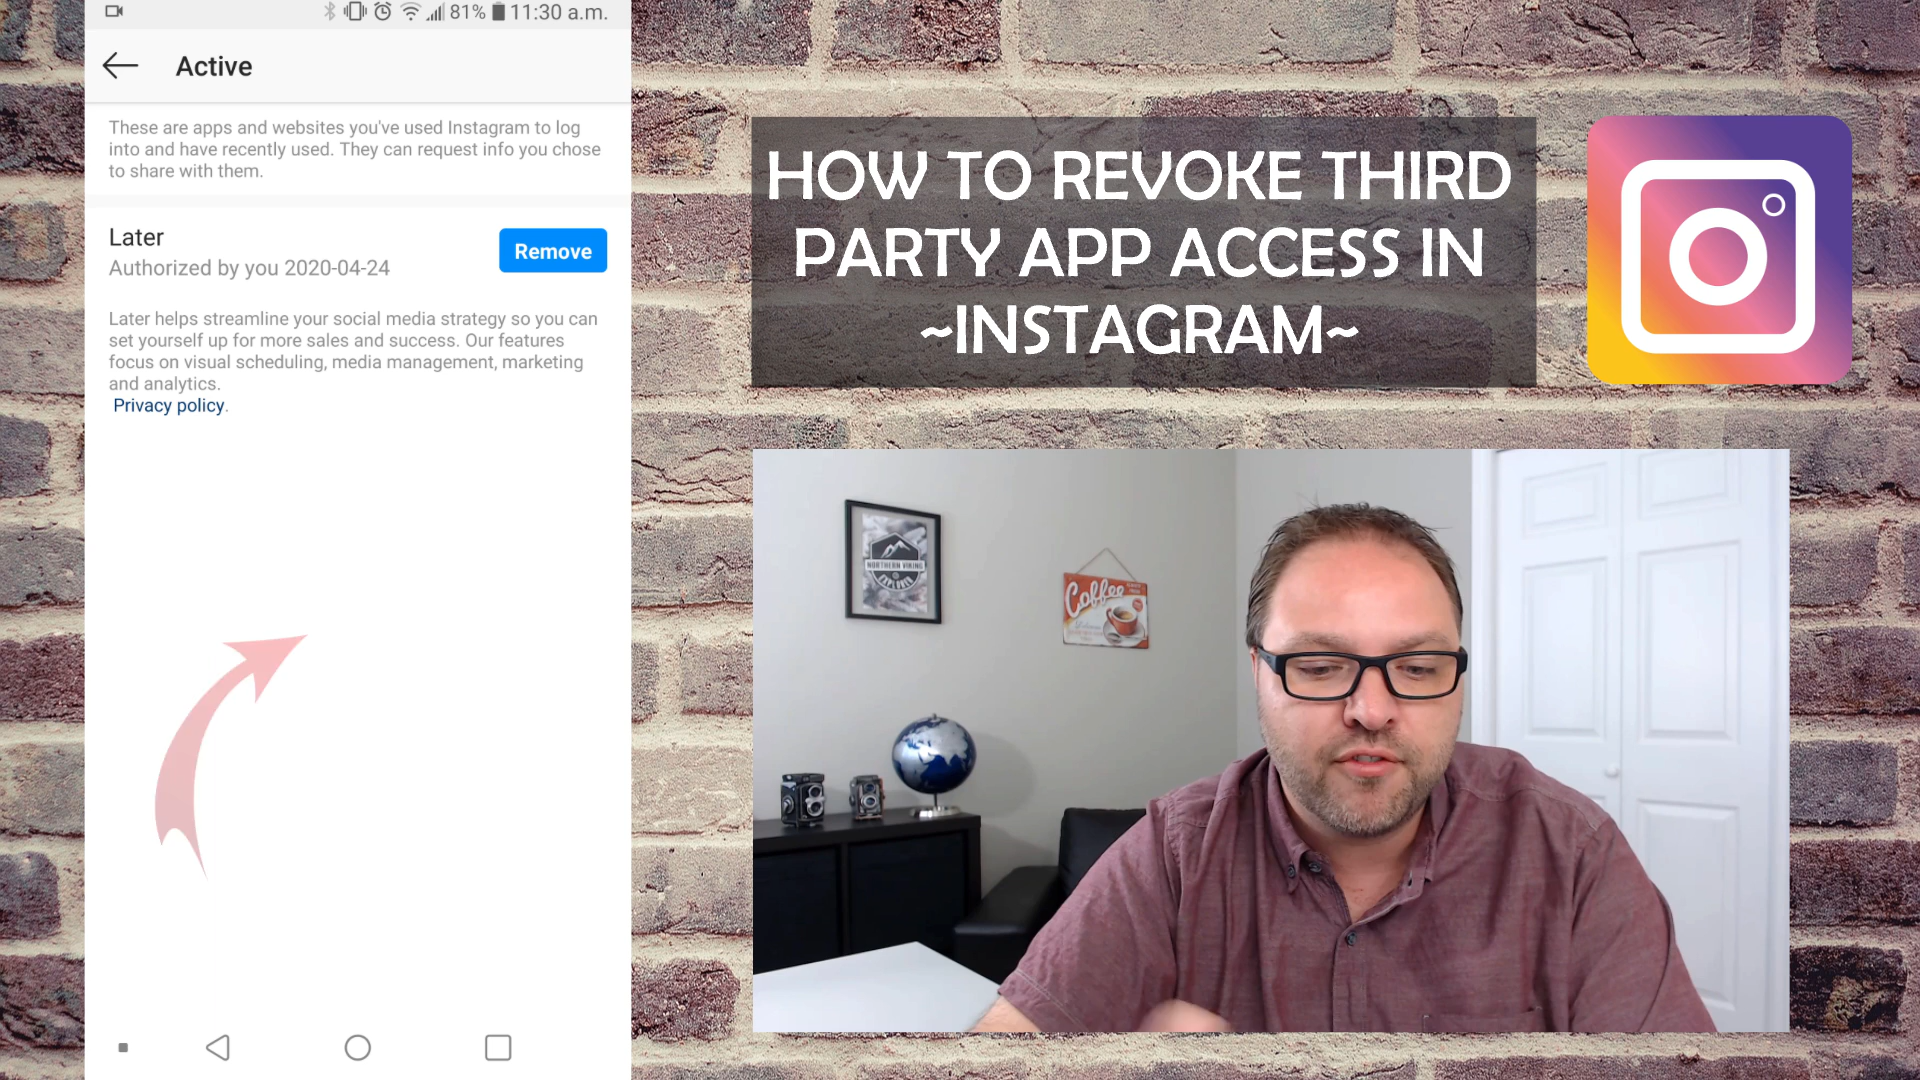 81% 11:30 a.m.
Active
These are apps and websites you've used Instagram to log
into and have recently used. They can request info you chose
to share with them.
Later
Authorized by you 2020-04-24
Remove
Later helps streamline your social media strategy so you can
set yourself up for more sales and success. Our features
focus on visual scheduling, media management, marketing
and analytics.
Privacy policy.
HOW TO REVOKE THIRD
PARTY APP ACCESS IN
~INSTAGRAM~
NORTHERN VIKING
EXPLORER
Coffee